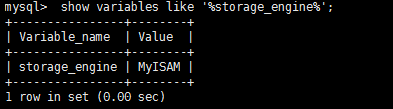 mysql>  show variables like '%storage_engine%';
+----------------+--------+
| Variable_name  | Value  |
+----------------+--------+
| storage_engine | MyISAM |
+----------------+--------+
1 row in set (0.00 sec)